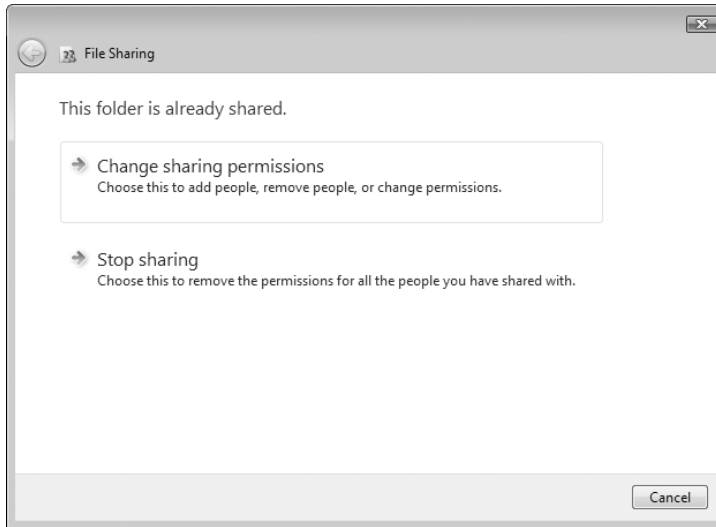 File Sharing
This folder is already shared.
Change sharing permissions
Choose this to add people, remove people, or change permissions.
Stop sharing
Choose this to remove the permissions for all the people you have shared with.
Cancel